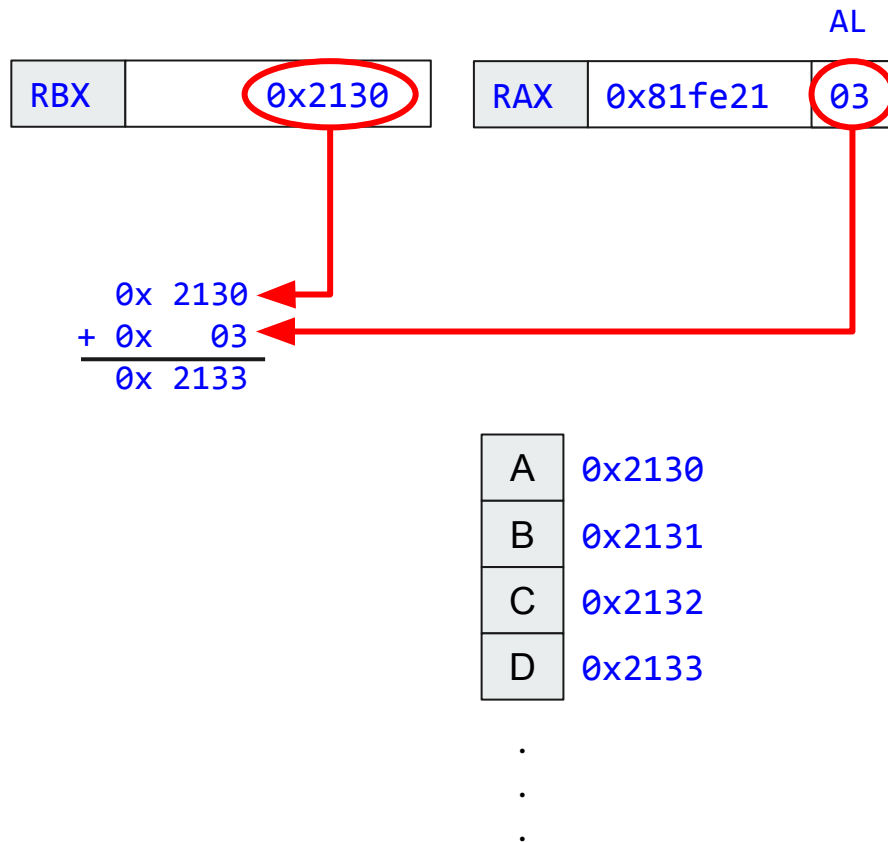 AL
RBX 0x2130 RAX 0x81fe21 03
0x 2130
+ 0x 03
0x 2133
A 0x2130
B 0x2131
C 0x2132
D 0x2133
.
.
.